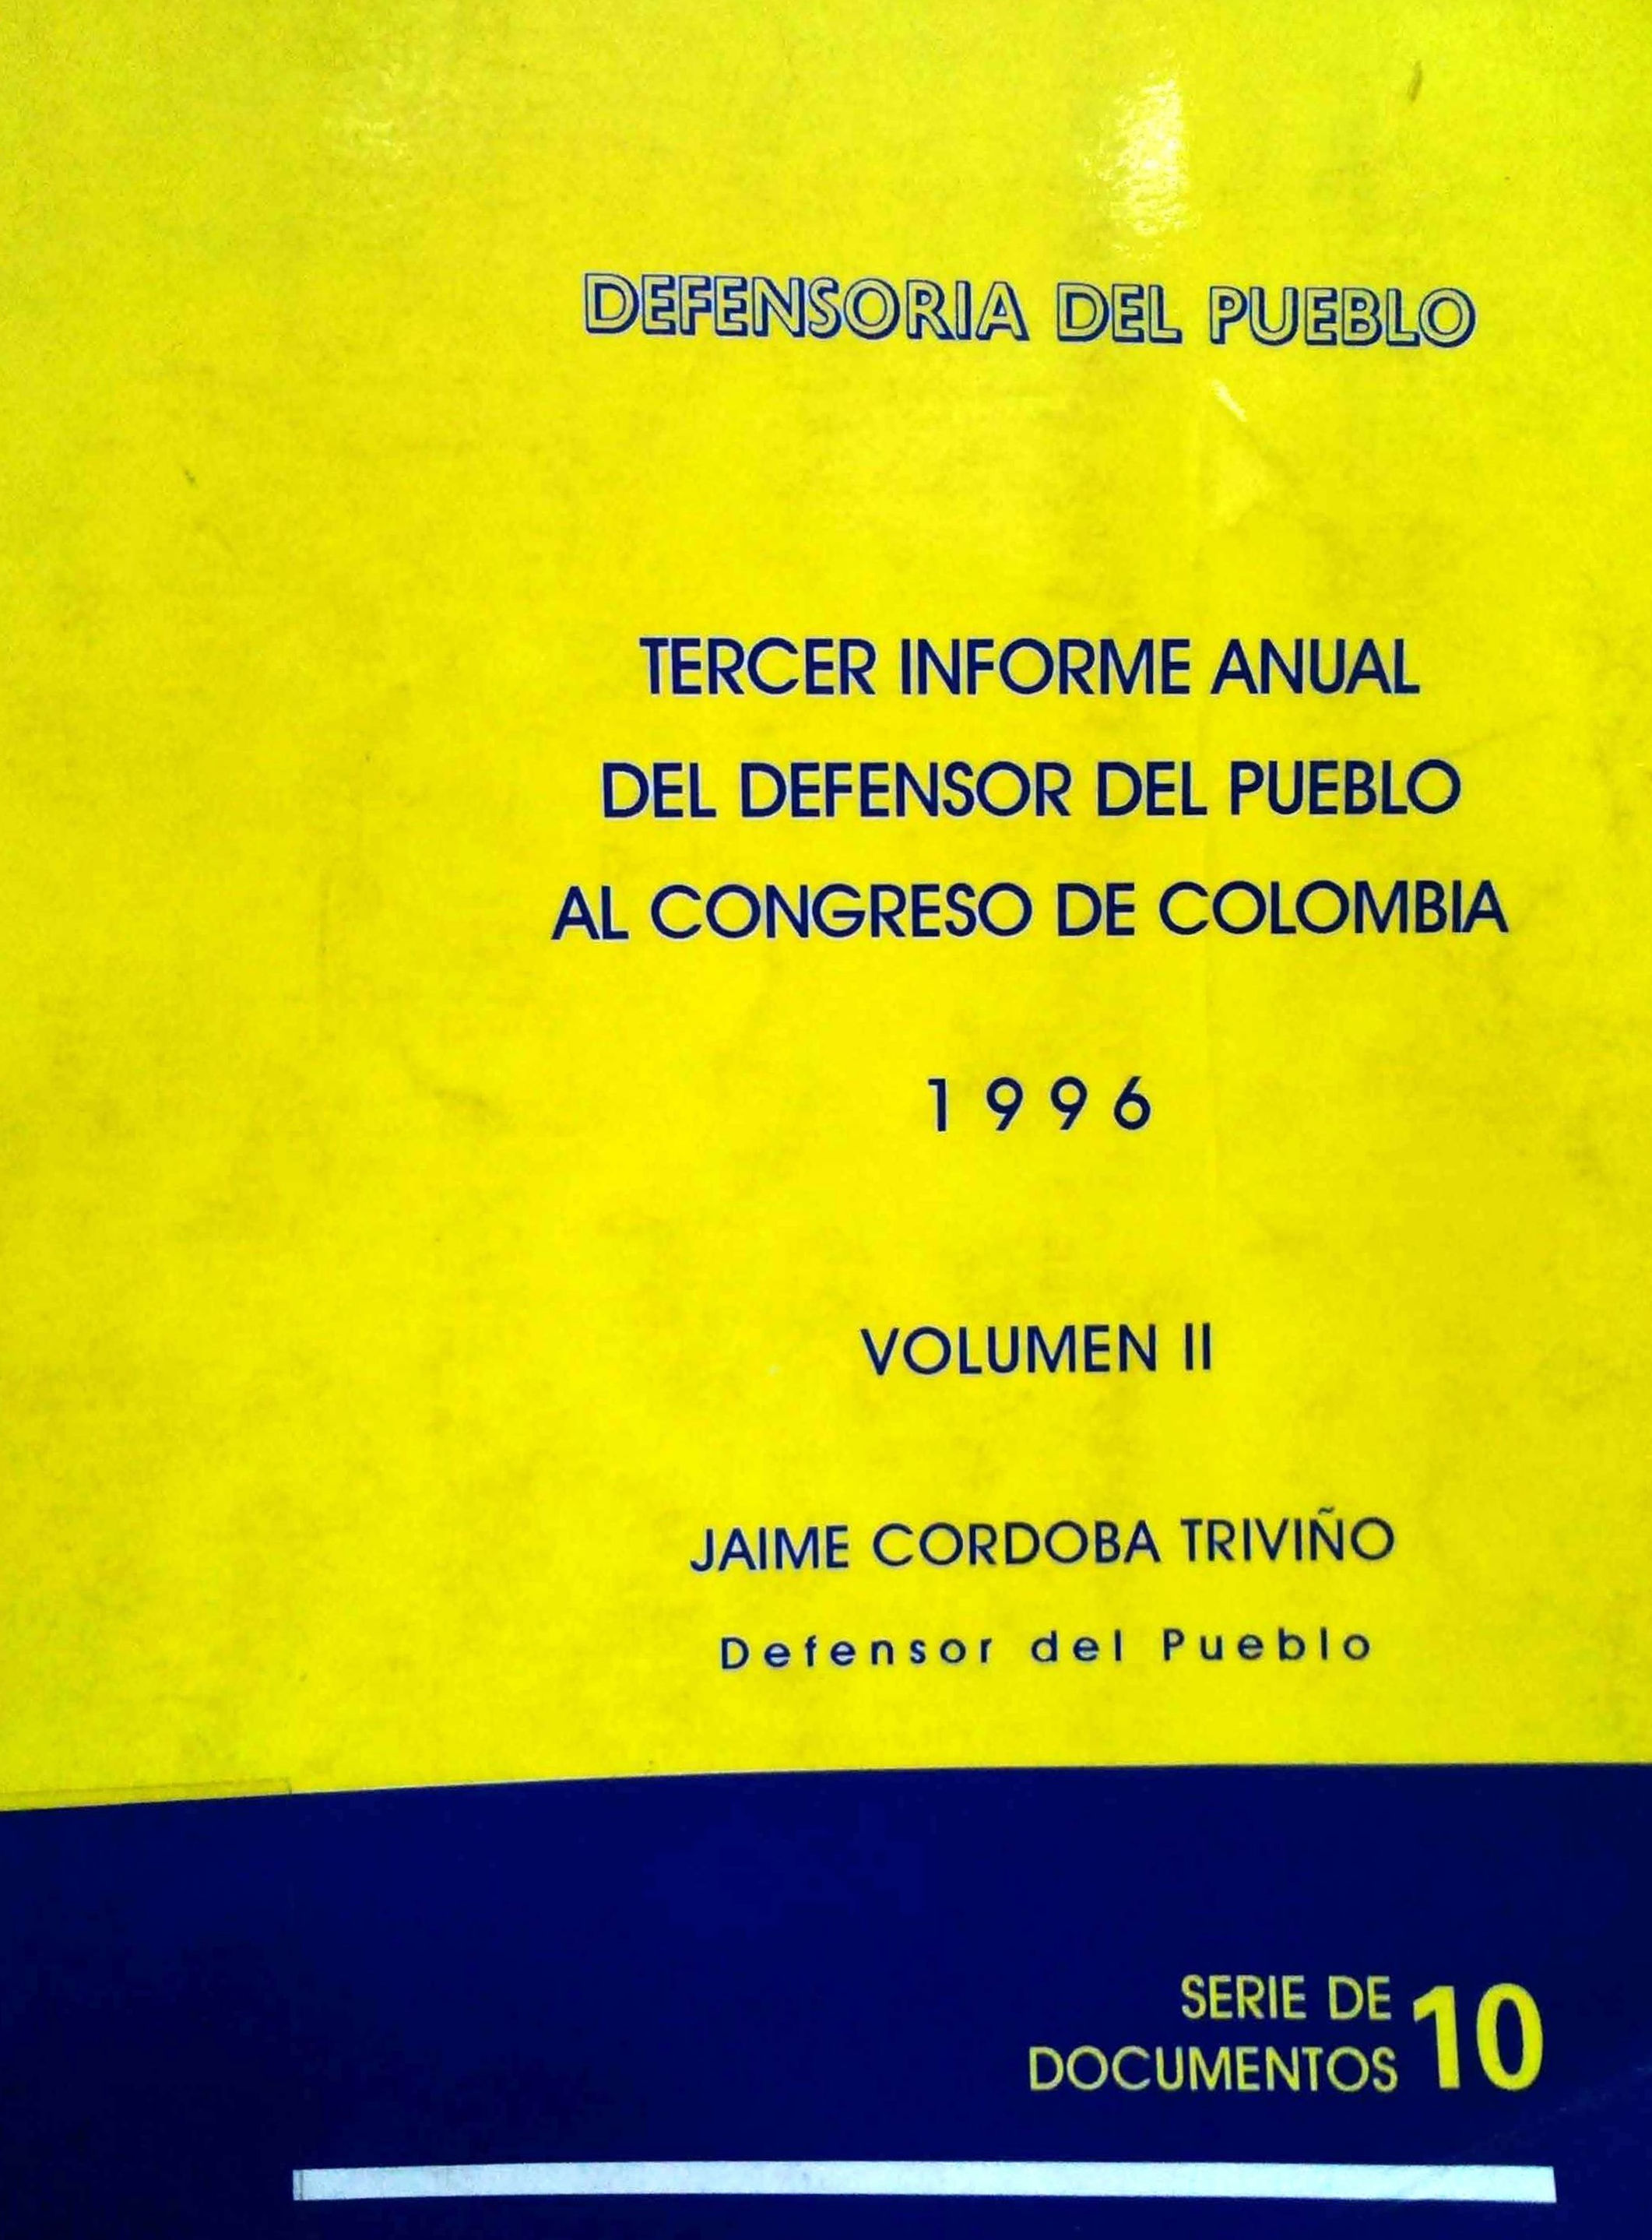 DEFENSORIA DEL PUEBLO
TERCER INFORME ANUAL
DEL DEFENSOR DEL PUEBLO
AL CONGRESO DE COLOMBIA
1996
VOLUMEN II
JAIME CORDOBA TRIVIÑO
Defensor del Pueblo
SERIE DE
DOCUMENTOS 10